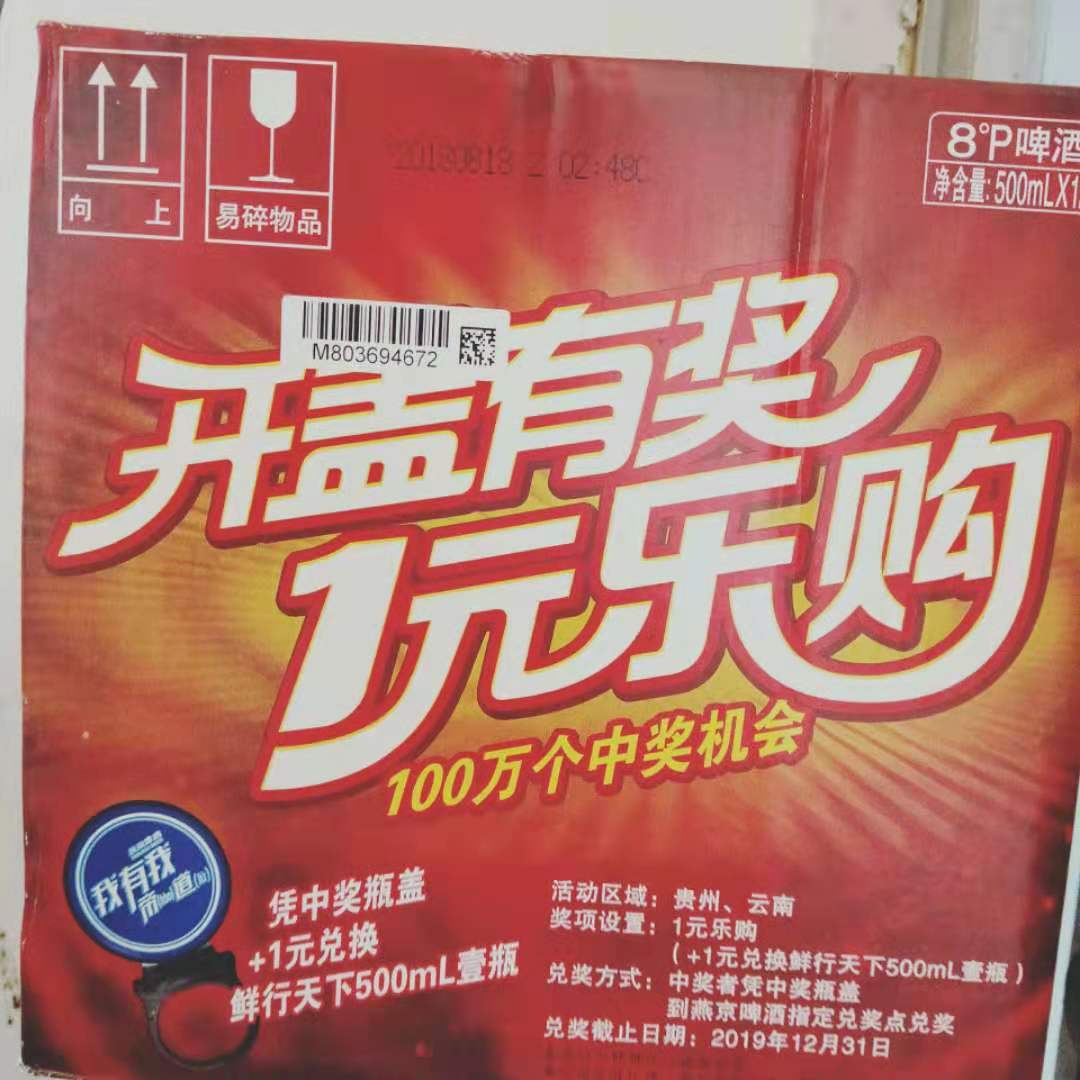 向 上
易碎物品
8°P啤酒
净含量:500mLX1
M803694672
开盖有奖
1元乐购
100万个中奖机会
我有我
凭中奖瓶盖
+1元兑换
鲜行天下500mL壹瓶
活动区域：贵州、云南
奖项设置：1元乐购
（+1元兑换鲜行天下500mL壹瓶）
兑奖方式：中奖者凭中奖瓶盖
到燕京啤酒指定兑奖点兑奖
兑奖截止日期：2019年12月31日